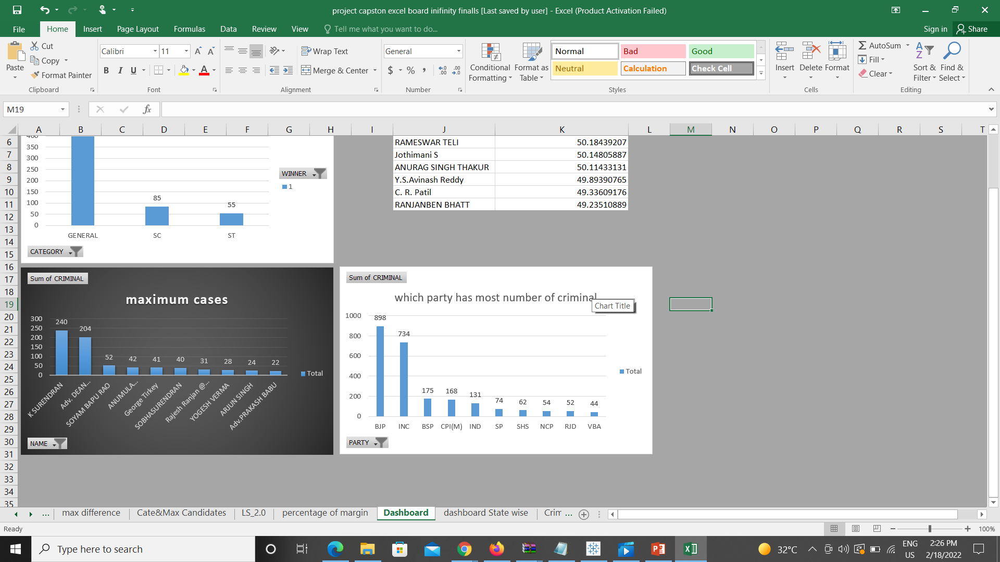 project capston excel board inifinity finalls [Last saved by user] - Excel (Product Activation Failed)
File Home Insert Page Layout Formulas Data Review View Tell me what you want to do... Sign in Share
Paste Cut Copy Format Painter Clipboard
Calibri 11 B I U Font
Wrap Text Merge & Center Alignment
General $ % , Number
Conditional Formatting Format as Table
Normal Bad Good
Neutral Calculation Check Cell
Styles
Insert Delete Format Cells
AutoSum Fill Clear Sort & Filter Find & Select Editing
M19 fx
A B C D E F G H I J K L M N O P Q R S T
6
7
8
9
10
11
12
13
14
15
16
17
18
19
20
21
22
23
24
25
26
27
28
29
30
31
32
33
34
35
400
350
300
250
200
150
100
50
0
85
55
GENERAL SC ST
WINNER
1
CATEGORY
RAMESWAR TELI 50.18439207
Jothimani S 50.14805887
ANURAG SINGH THAKUR 50.11433131
Y.S.Avinash Reddy 49.89390765
C. R. Patil 49.33609176
RANJANBEN BHATT 49.23510889
Sum of CRIMINAL
maximum cases
300
250
200
150
100
50
0
240 204 52 42 41 40 31 28 24 22
K SURENDRAN
Adv. DEAN...
SOYAM BAPU RAO
ANUMULA...
George Tirkey
SOBHASURENDRAN
Rajesh Ranjan @...
YOGESH VERMA
ARJUN SINGH
Adv.PRAKASH BABU
Total
NAME
Sum of CRIMINAL
which party has most number of criminal
Chart Title
1000
800
600
400
200
0
898 734 175 168 131 74 62 54 52 44
BJP INC BSP CPI(M) IND SP SHS NCP RJD VBA
Total
PARTY
... max difference Cate&Max Candidates LS_2.0 percentage of margin Dashboard dashboard State wise Crim ...
Ready 100%
Type here to search
32°C ENG US 2:26 PM 2/18/2022